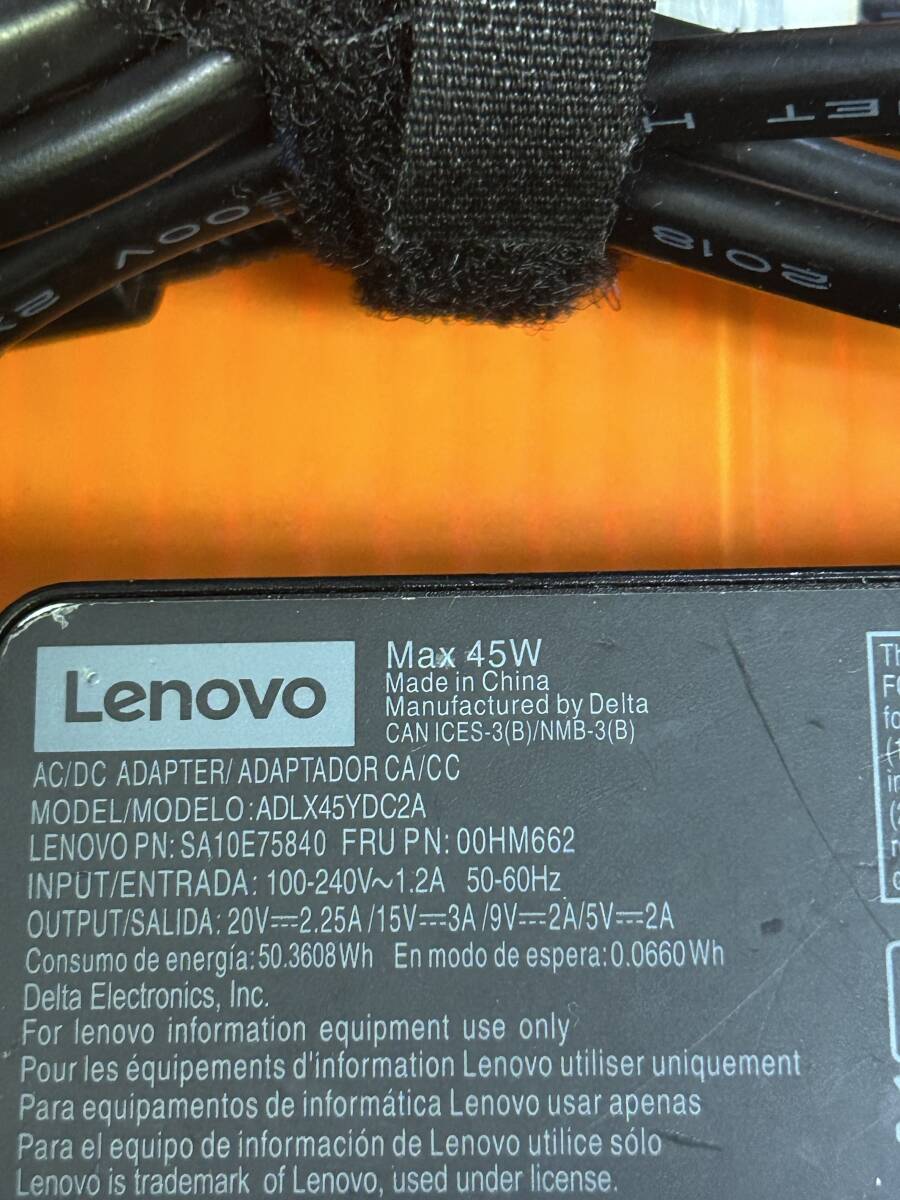 NET H
300V 2X
2018
Lenovo
Max 45W
Made in China
Manufactured by Delta
CAN ICES-3(B)/NMB-3(B)
AC/DC ADAPTER/ADAPTADOR CA/CC
MODEL/MODELO:ADLX45YDC2A
LENOVO PN: SA10E75840 FRU PN: 00HM662
INPUT/ENTRADA: 100-240V~1.2A 50-60Hz
OUTPUT/SALIDA: 20V⎓2.25A/15V⎓3A/9V⎓2A/5V⎓2A
Consumo de energía:50.3608Wh En modo de espera:0.0660Wh
Delta Electronics, Inc.
For lenovo information equipment use only
Pour les équipements d'information Lenovo utiliser uniquement
Para equipamentos de informática Lenovo usar apenas
Para el equipo de información de Lenovo utilice sólo
Lenovo is trademark of Lenovo, used under license.